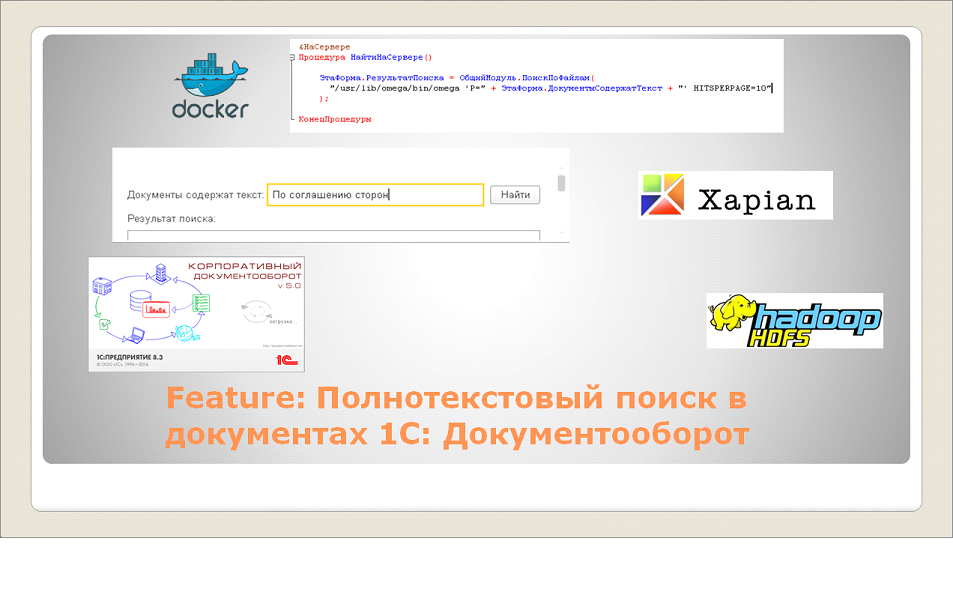 docker
&НаСервере
Процедура НайтиНаСервере()
ЭтаФорма.РезультатПоиска = ОбщийМодуль.ПоискПоФайлам(
"/usr/lib/omega/bin/omega 'P=" + ЭтаФорма.ДокументыСодержатТекст + "' HITSPERPAGE=10"
);
КонецПроцедуры
Документы содержат текст: По соглашению сторон Найти
Результат поиска:
Xapian
КОРПОРАТИВНЫЙ
ДОКУМЕНТООБОРОТ
v.5.0
загрузка...
1С:ПРЕДПРИЯТИЕ 8.3
© ООО «1С», 1996—2014
1С
hadoop
HDFS
Feature: Полнотекстовый поиск в
документах 1С: Документооборот